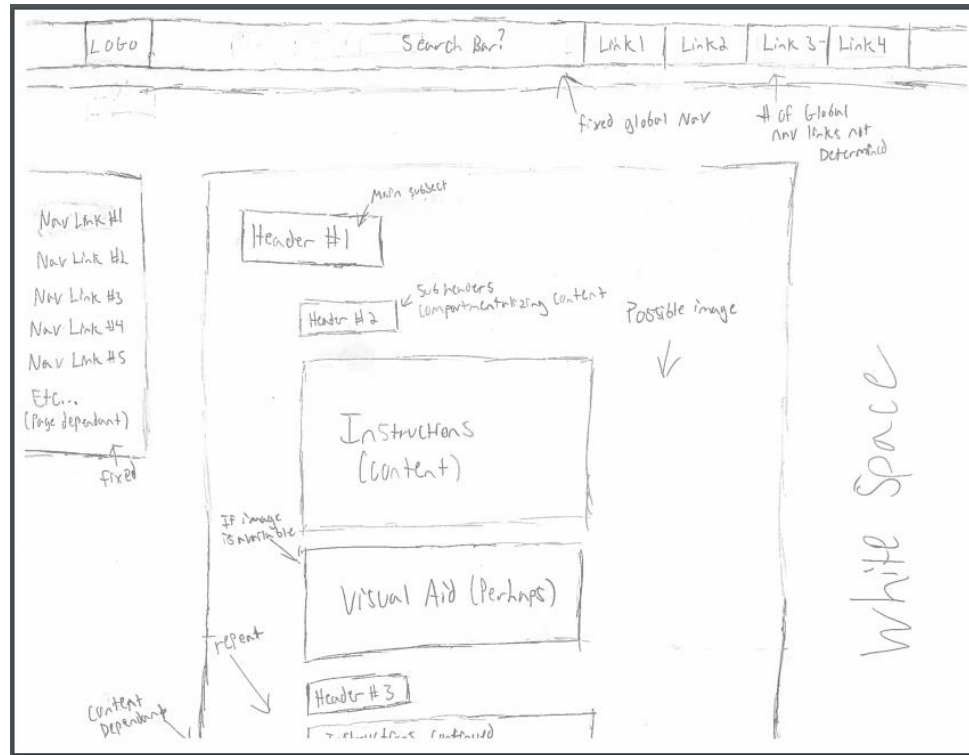 LOGO
Search Bar?
Link1
Link2
Link 3
Link4
fixed global Nav
# of Global
nav links not
Determined
Nav Link #1
Nav Link #2
Nav Link #3
Nav Link #4
Nav Link #5
Etc...
(Page dependant)
fixed
Main subject
Header #1
Subheaders
compartmentalizing content
Header #2
Possible image
Instructions
(content)
If image
is available
Visual Aid (Perhaps)
White Space
repeat
Header #3
Content
Dependant
Instructions Continued